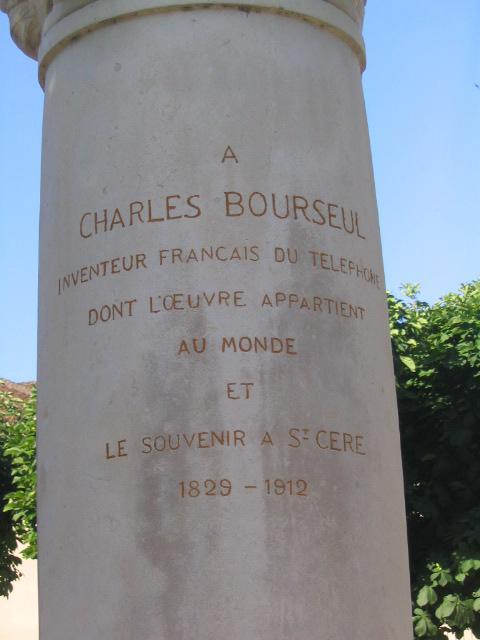 A
CHARLES BOURSEUL
INVENTEUR FRANCAIS DU TELEPHONE
DONT L'ŒUVRE APPARTIENT
AU MONDE
ET
LE SOUVENIR A ST CERE
1829 - 1912